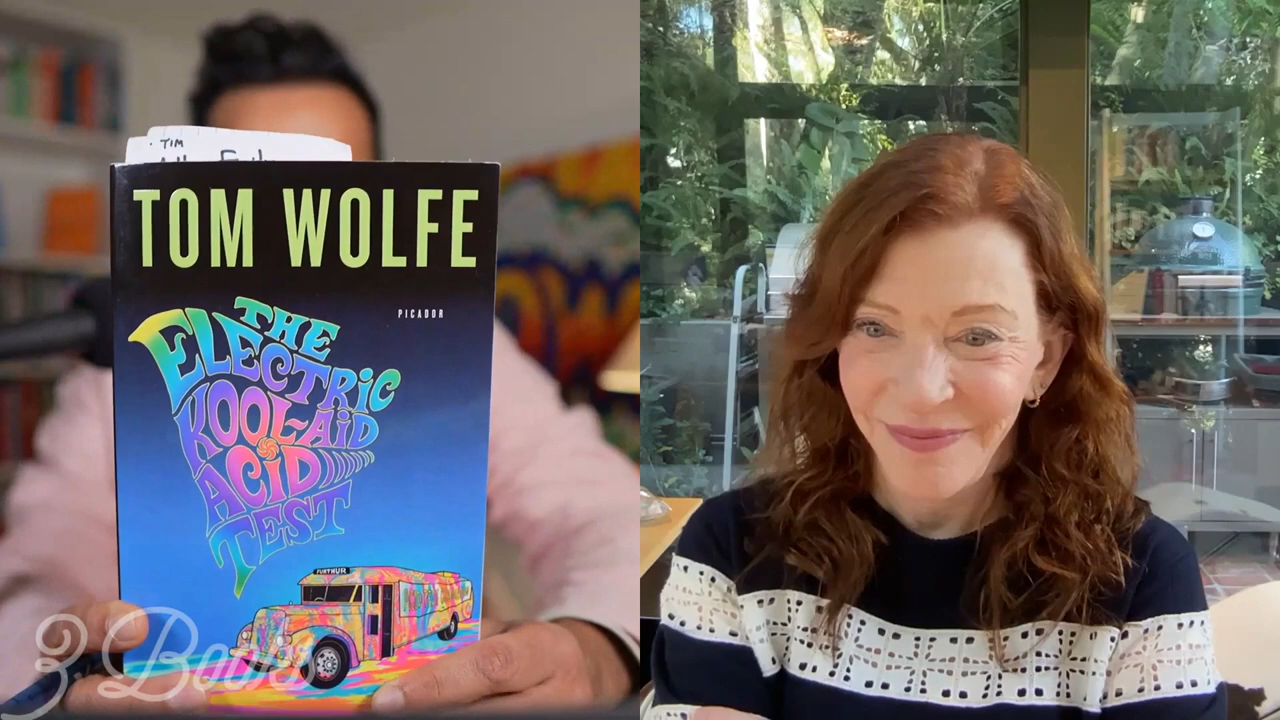 TIM
TOM WOLFE
PICADOR
THE
ELECTRIC
KOOL-AID
ACID
TEST
FURTHUR
3 Books